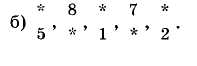 б) * 8 * 7 *
5 , * , 1 , * , 2 .